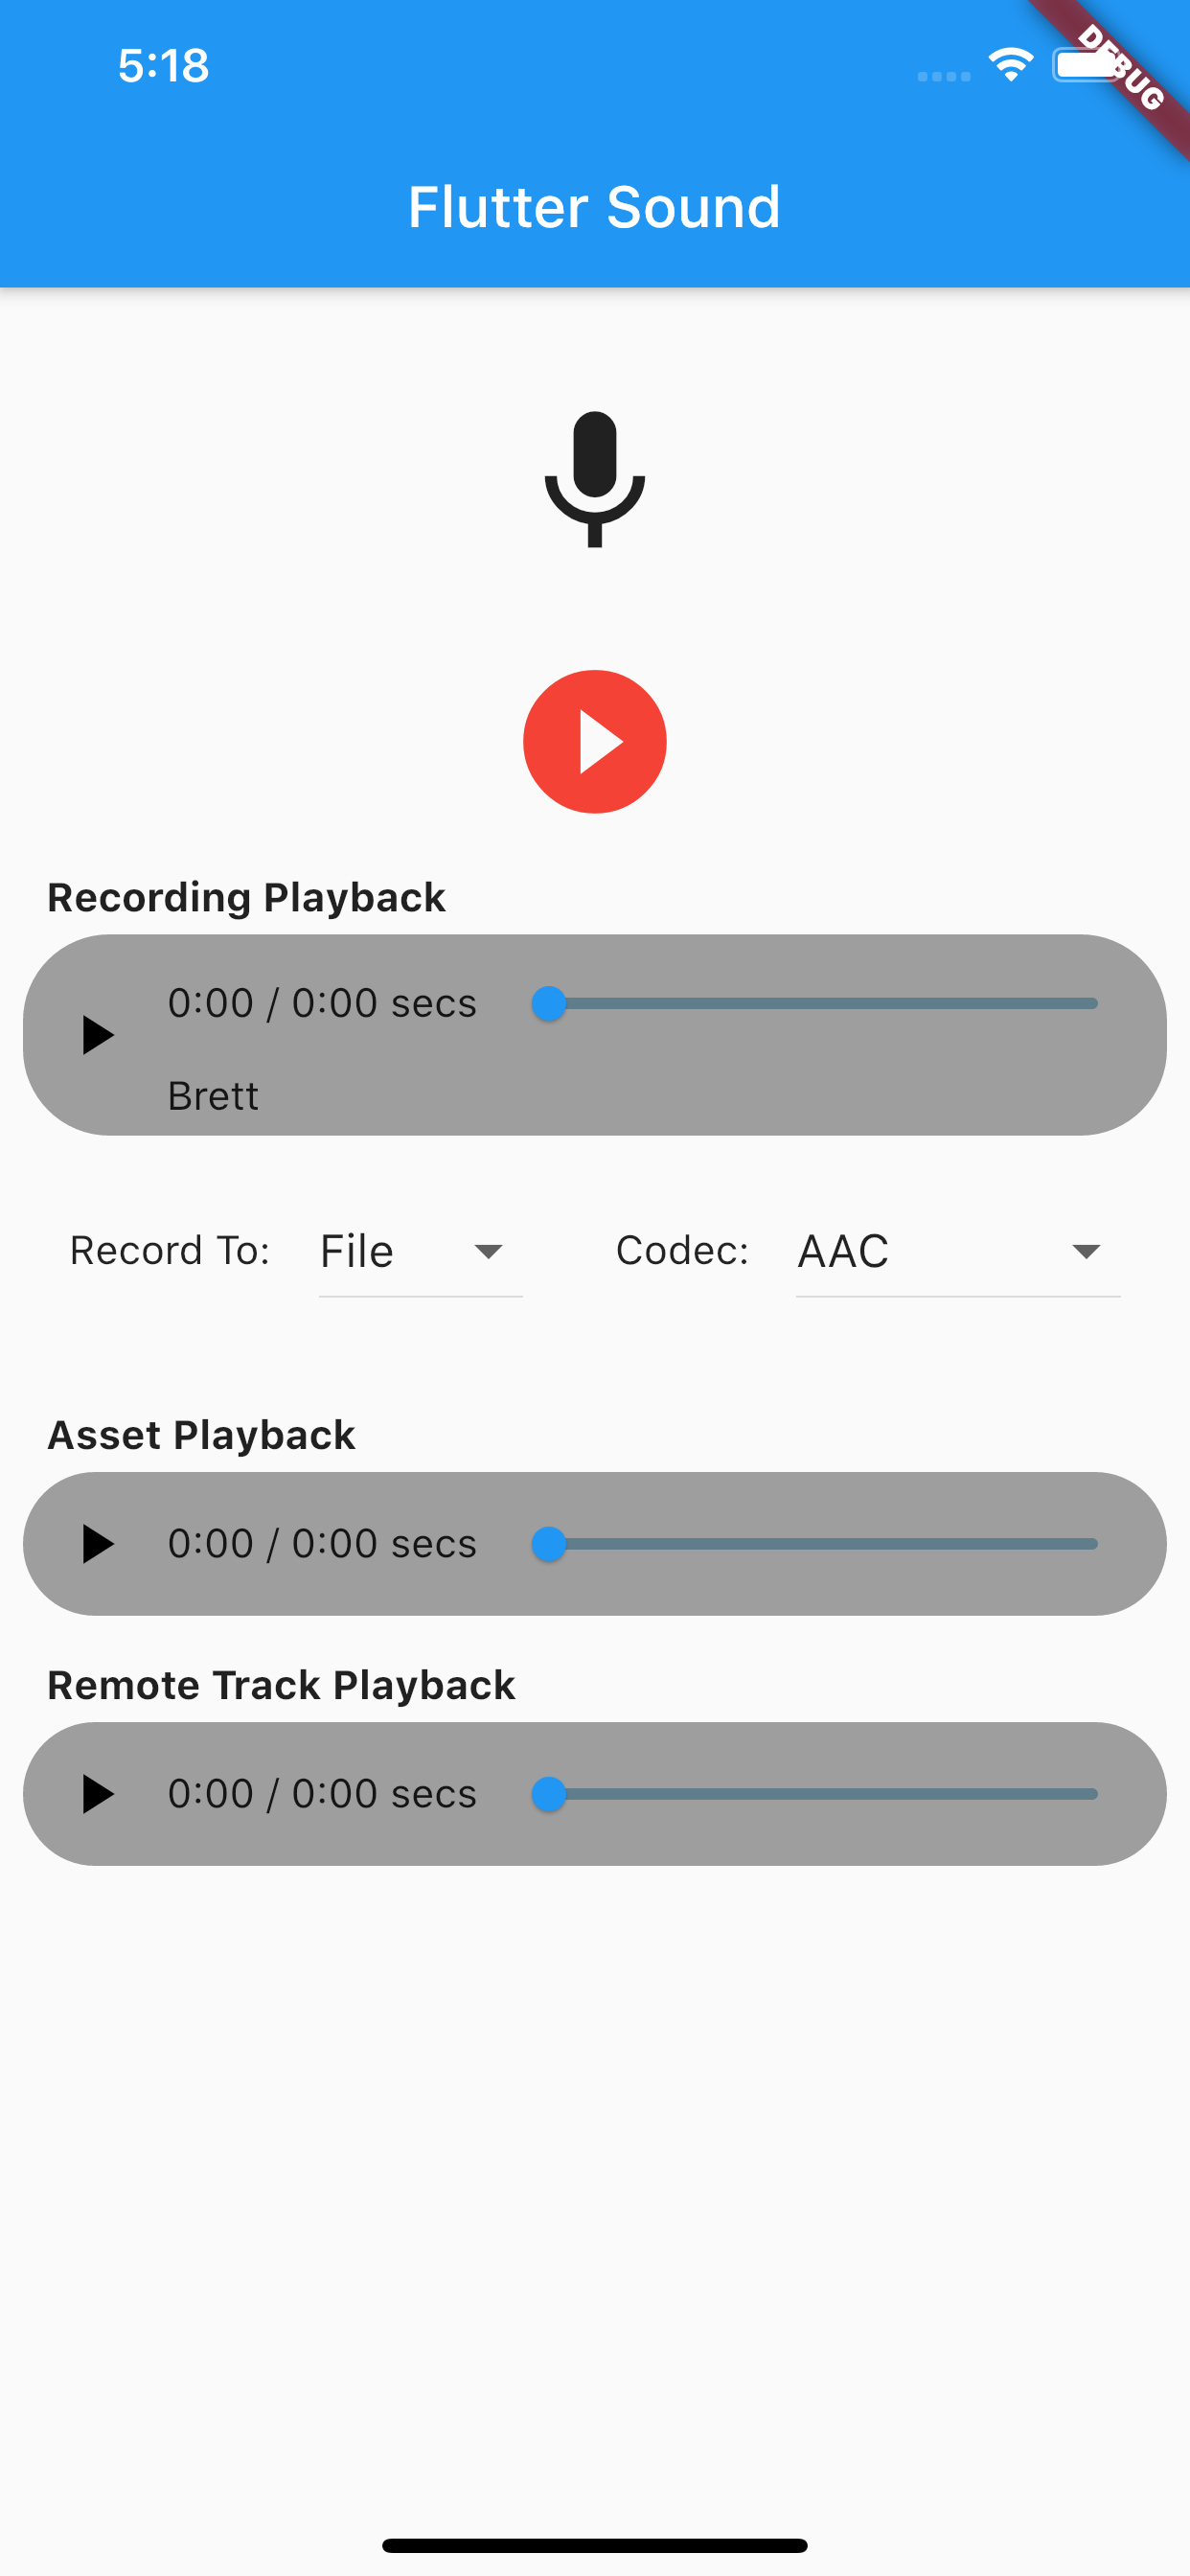 5:18
DEBUG
Flutter Sound
Recording Playback
0:00 / 0:00 secs
Brett
Record To: File Codec: AAC
Asset Playback
0:00 / 0:00 secs
Remote Track Playback
0:00 / 0:00 secs